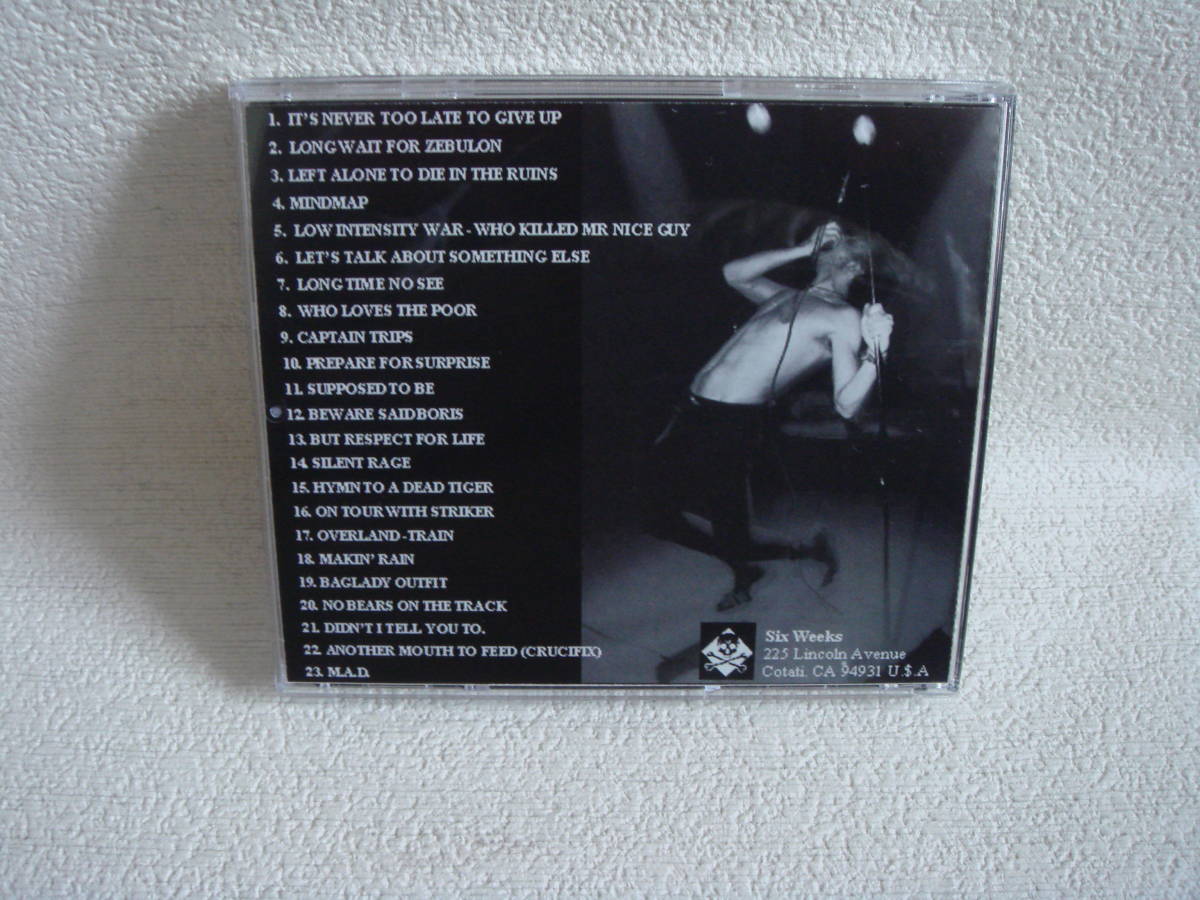 1. IT'S NEVER TOO LATE TO GIVE UP
2. LONG WAIT FOR ZEBULON
3. LEFT ALONE TO DIE IN THE RUINS
4. MINDMAP
5. LOW INTENSITY WAR - WHO KILLED MR NICE GUY
6. LET'S TALK ABOUT SOMETHING ELSE
7. LONG TIME NO SEE
8. WHO LOVES THE POOR
9. CAPTAIN TRIPS
10. PREPARE FOR SURPRISE
11. SUPPOSED TO BE
12. BEWARE SAID BORIS
13. BUT RESPECT FOR LIFE
14. SILENT RAGE
15. HYMN TO A DEAD TIGER
16. ON TOUR WITH STRIKER
17. OVERLAND-TRAIN
18. MAKIN' RAIN
19. BAGLADY OUTFIT
20. NO BEARS ON THE TRACK
21. DIDN'T I TELL YOU TO.
22. ANOTHER MOUTH TO FEED (CRUCIFIX)
23. M.A.D.
Six Weeks
225 Lincoln Avenue
Cotati. CA 94931 U.$.A